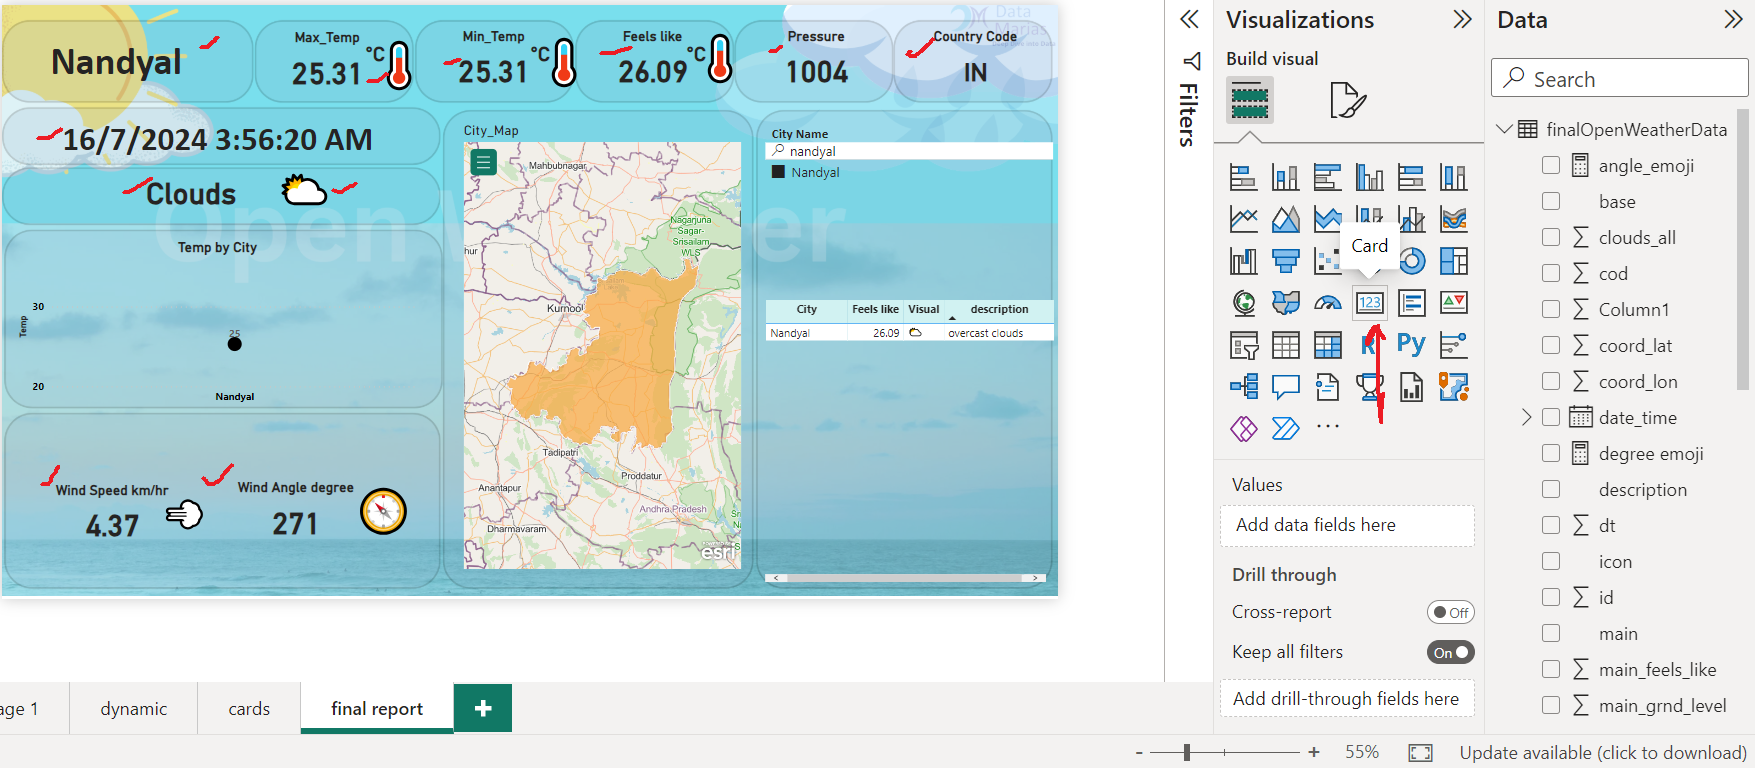 Nandyal
Max_Temp
°C
25.31
Min_Temp
°C
25.31
Feels like
°C
26.09
Pressure
1004
Data
Marias
Country Code
IN
16/7/2024 3:56:20 AM
Clouds
Temp by City
30
Temp
25
20
Nandyal
Wind Speed km/hr
4.37
Wind Angle degree
271
City_Map
Mahbubnagar
Nagarjuna
Sagar-
Srisailam
WLS
hur
Kurnool
Tadipatri
Proddatur
Anantapur
Andhra Pradesh
Dharmavaram
esri
City Name
nandyal
Nandyal
City Feels like Visual description
Nandyal 26.09 overcast clouds
Filters
Visualizations
Build visual
Card
123
R
Py
Values
Add data fields here
Drill through
Cross-report
Off
Keep all filters
On
Add drill-through fields here
Data
Search
finalOpenWeatherData
angle_emoji
base
clouds_all
cod
Column1
coord_lat
coord_lon
date_time
degree emoji
description
dt
icon
id
main
main_feels_like
main_grnd_level
age 1
dynamic
cards
final report
+
- + 55%
Update available (click to download)